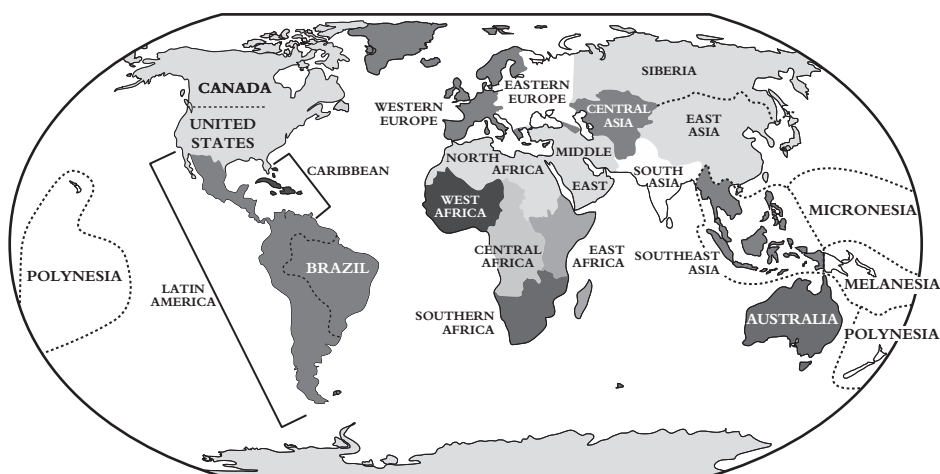 SIBERIA
CANADA
EASTERN
EUROPE
WESTERN
EUROPE
CENTRAL
ASIA
UNITED
STATES
EAST
ASIA
MIDDLE
EAST
NORTH
AFRICA
SOUTH
ASIA
CARIBBEAN
WEST
AFRICA
MICRONESIA
CENTRAL
AFRICA
EAST
AFRICA
SOUTHEAST
ASIA
POLYNESIA
BRAZIL
LATIN
AMERICA
MELANESIA
SOUTHERN
AFRICA
AUSTRALIA
POLYNESIA